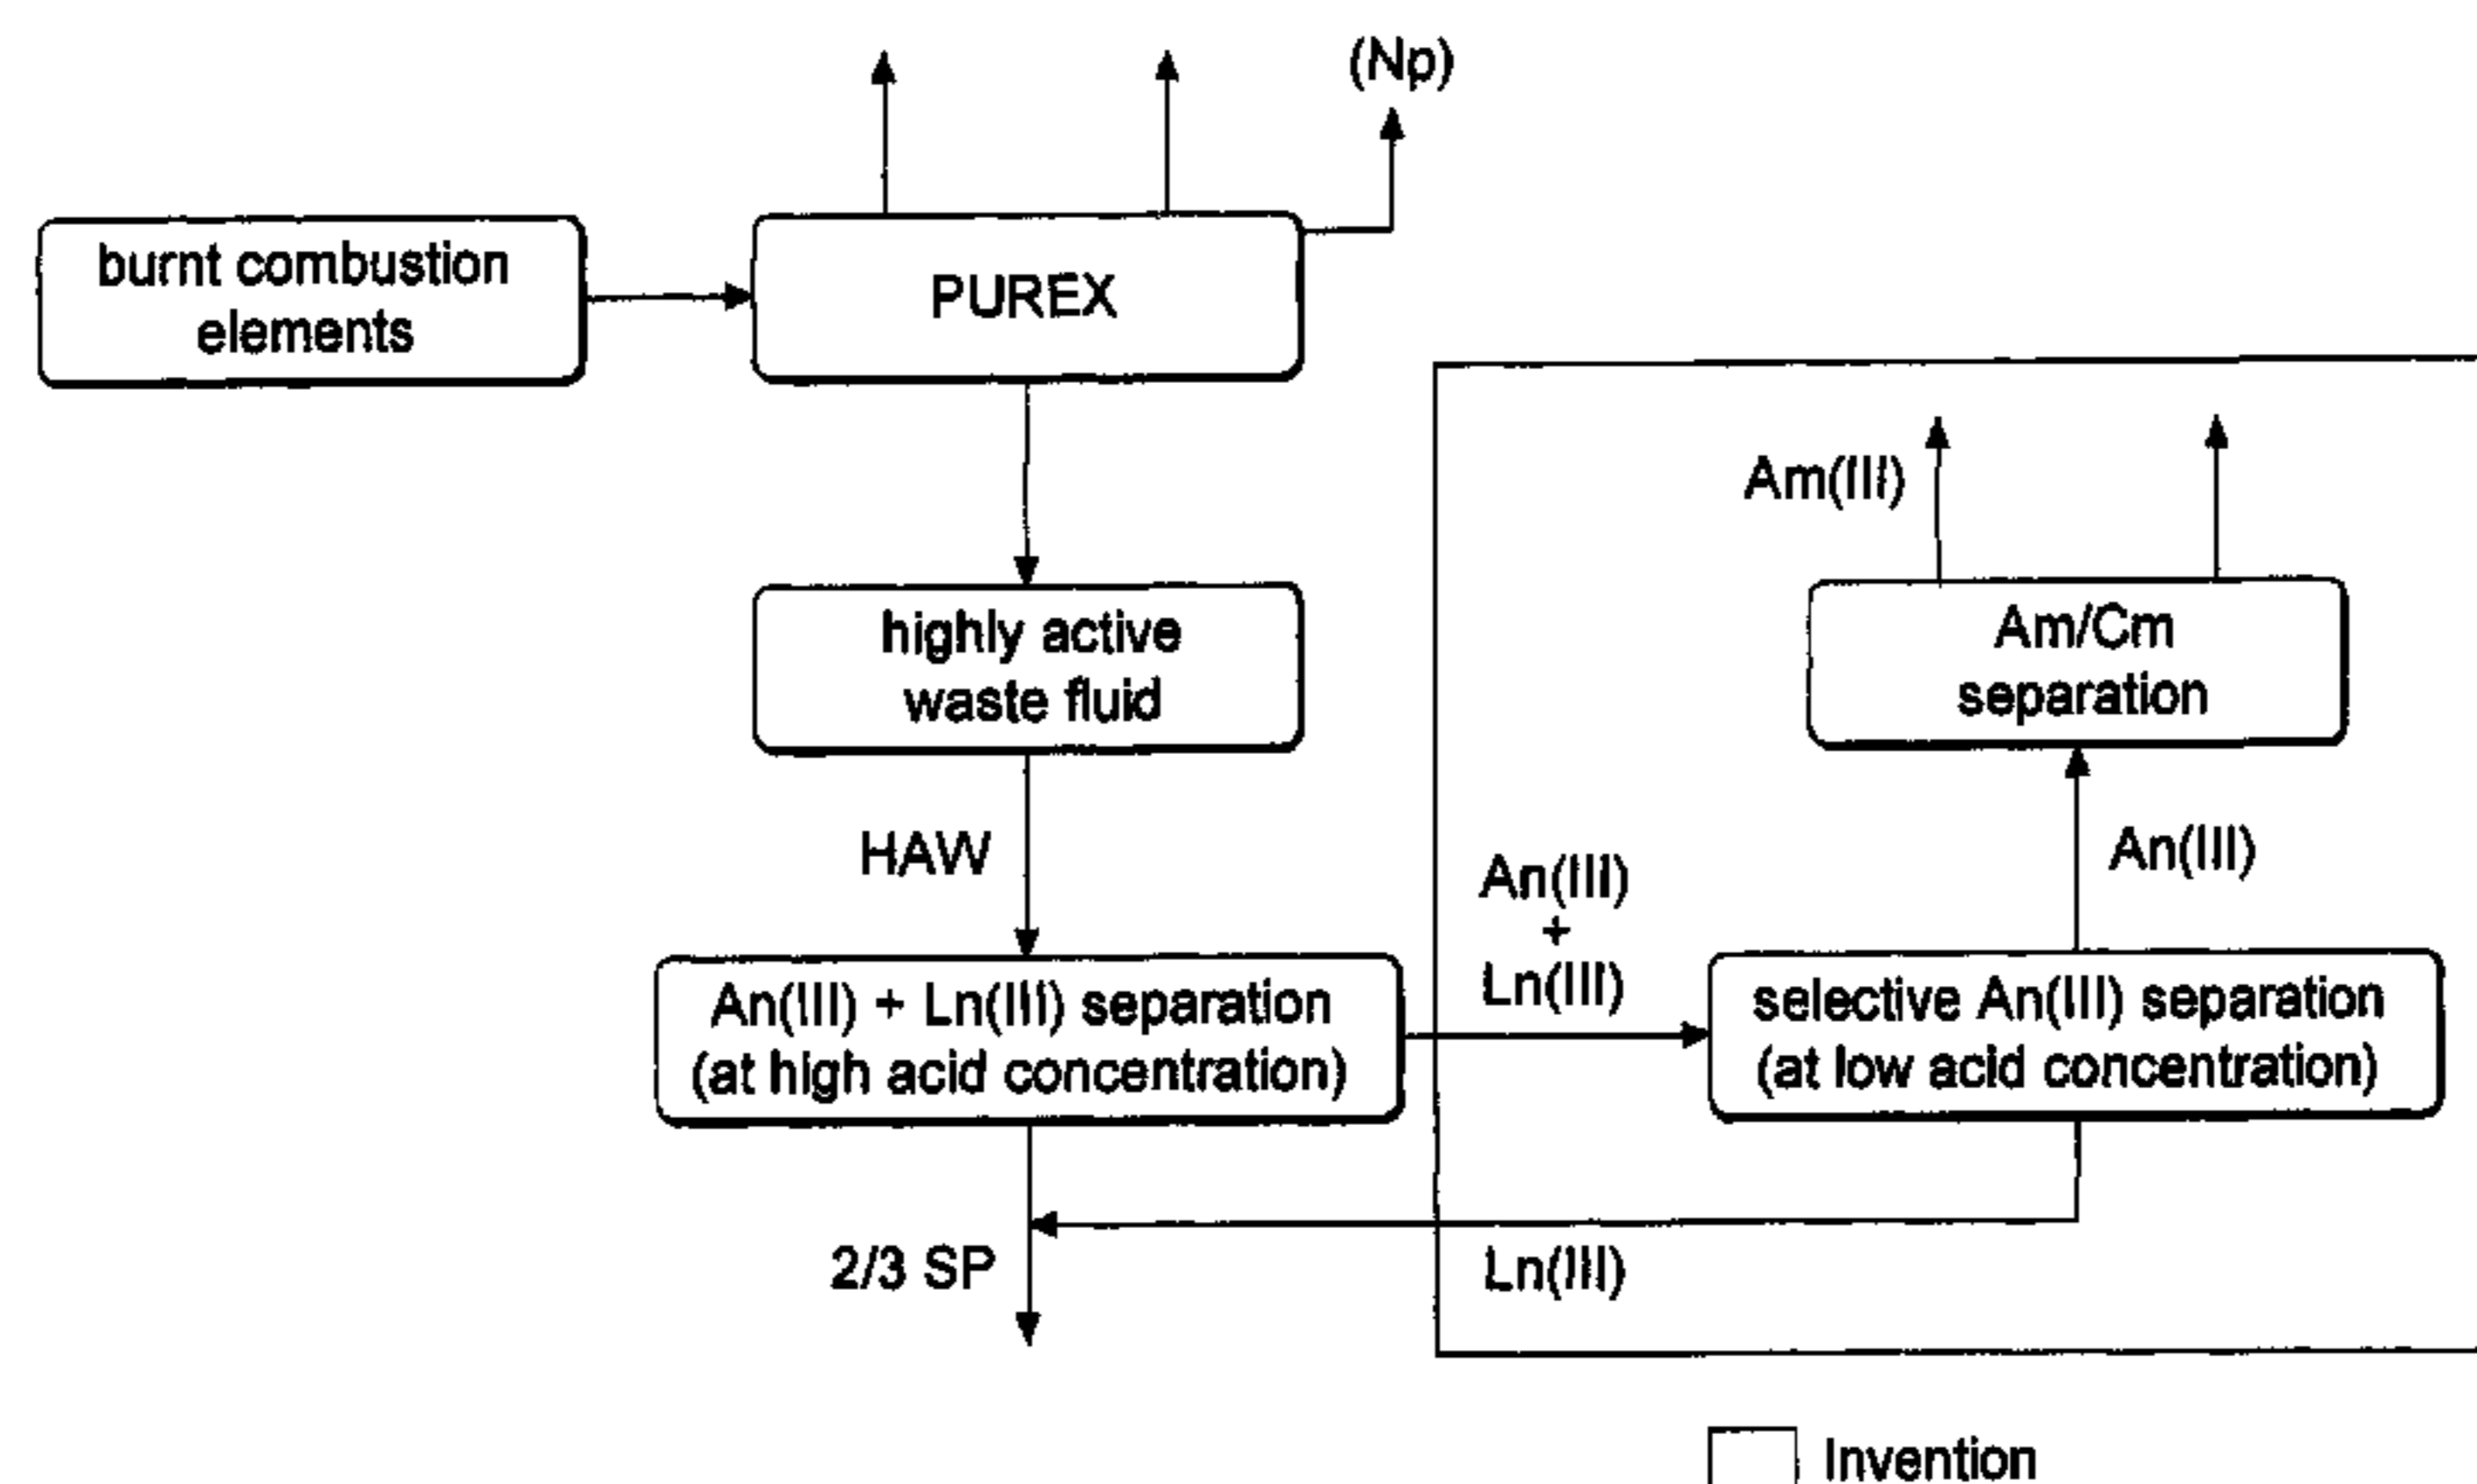 (Np)
burnt combustion
elements
PUREX
Am(III)
highly active
waste fluid
Am/Cm
separation
HAW
An(III)
+
Ln(III)
An(III)
An(III) + Ln(III) separation
(at high acid concentration)
selective An(III) separation
(at low acid concentration)
2/3 SP
Ln(III)
Invention